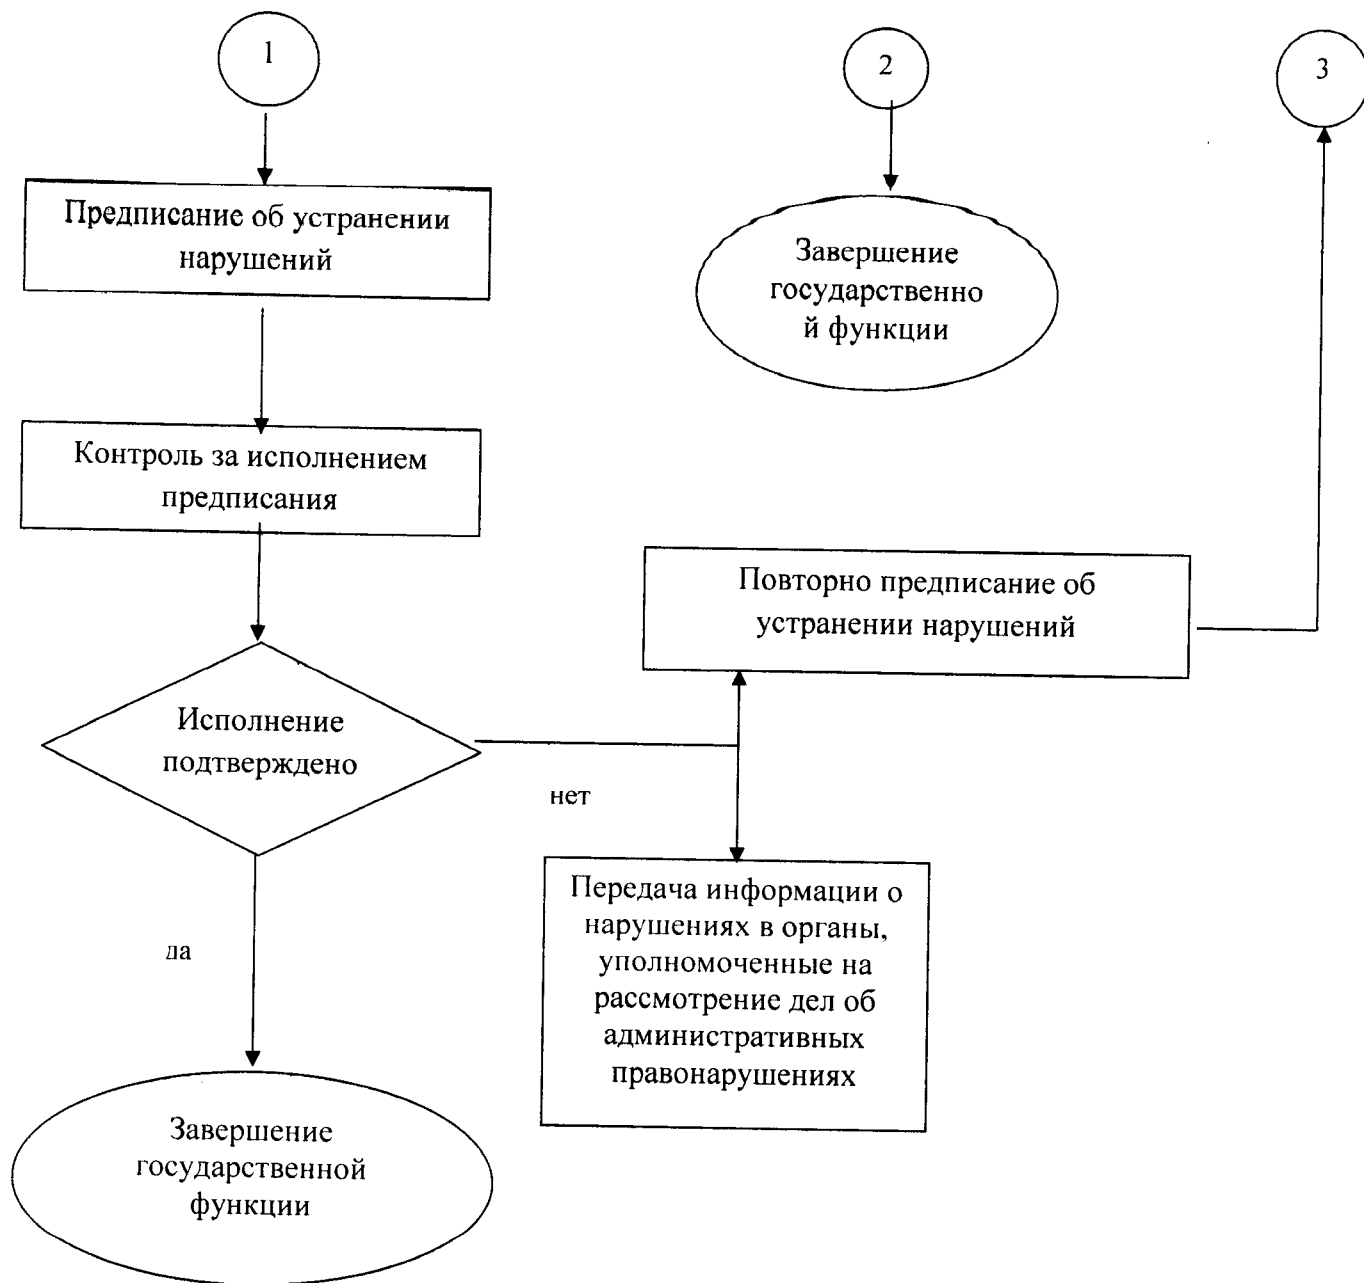 1
2
3
Предписание об устранении
нарушений
Завершение
государственно
й функции
Контроль за исполнением
предписания
Повторно предписание об
устранении нарушений
Исполнение
подтверждено
нет
Передача информации о
нарушениях в органы,
уполномоченные на
рассмотрение дел об
административных
правонарушениях
да
Завершение
государственной
функции